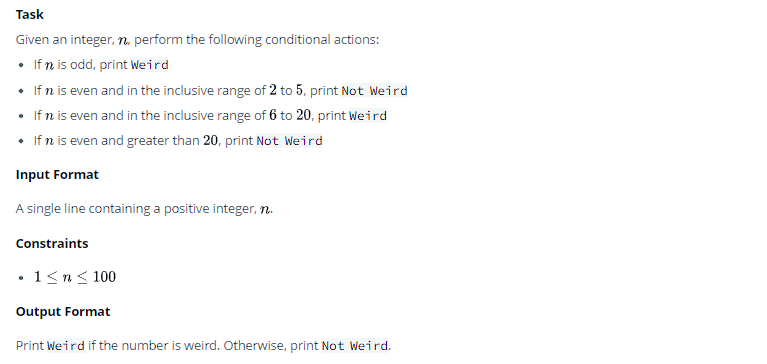 Task
Given an integer, n, perform the following conditional actions:
• If n is odd, print Weird
• If n is even and in the inclusive range of 2 to 5, print Not Weird
• If n is even and in the inclusive range of 6 to 20, print Weird
• If n is even and greater than 20, print Not Weird
Input Format
A single line containing a positive integer, n.
Constraints
• 1 ≤ n ≤ 100
Output Format
Print Weird if the number is weird. Otherwise, print Not Weird.